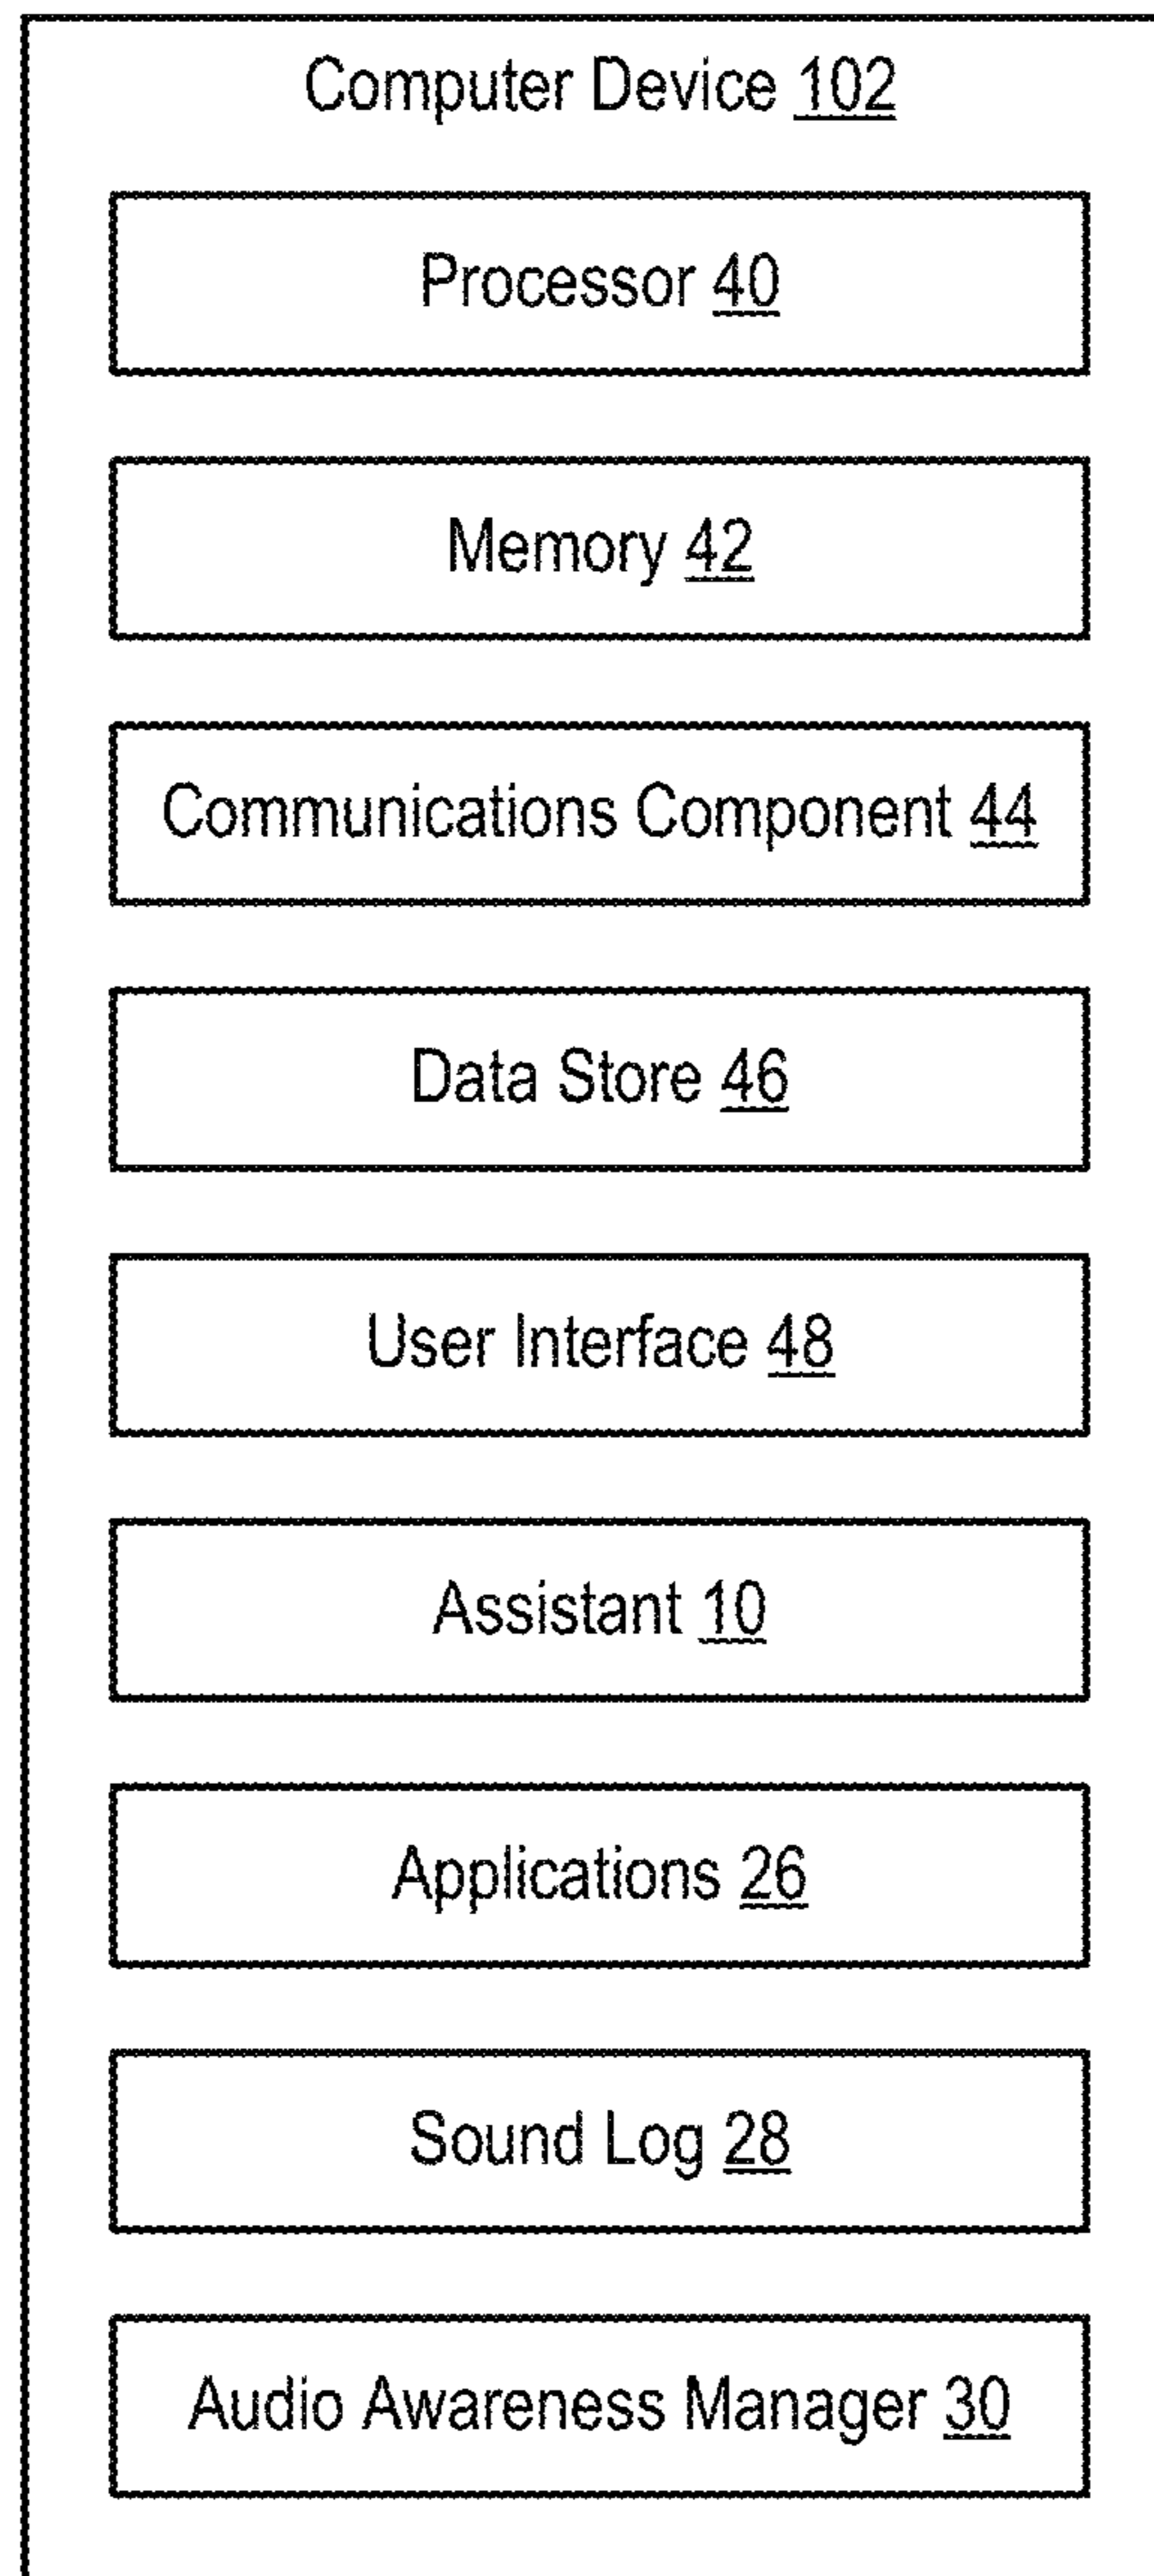 Computer Device 102
Processor 40
Memory 42
Communications Component 44
Data Store 46
User Interface 48
Assistant 10
Applications 26
Sound Log 28
Audio Awareness Manager 30